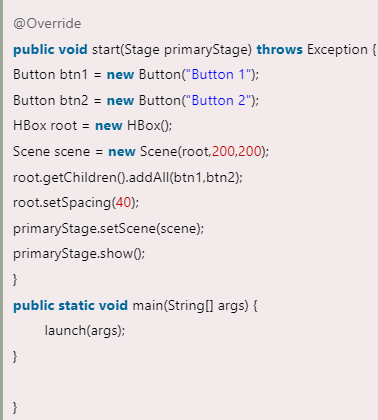 @Override
public void start(Stage primaryStage) throws Exception {
Button btn1 = new Button("Button 1");
Button btn2 = new Button("Button 2");
HBox root = new HBox();
Scene scene = new Scene(root,200,200);
root.getChildren().addAll(btn1,btn2);
root.setSpacing(40);
primaryStage.setScene(scene);
primaryStage.show();
}
public static void main(String[] args) {
launch(args);
}
}